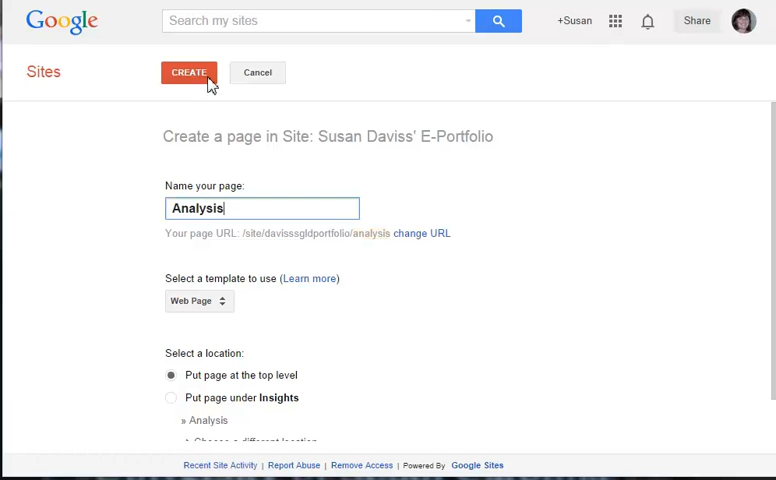 Google Search my sites +Susan Share
Sites CREATE Cancel
Create a page in Site: Susan Daviss' E-Portfolio
Name your page:
Analysis
Your page URL: /site/davisssgldportfolio/analysis change URL
Select a template to use (Learn more)
Web Page
Select a location:
Put page at the top level
Put page under Insights
» Analysis
Choose a different location
Recent Site Activity | Report Abuse | Remove Access | Powered By Google Sites